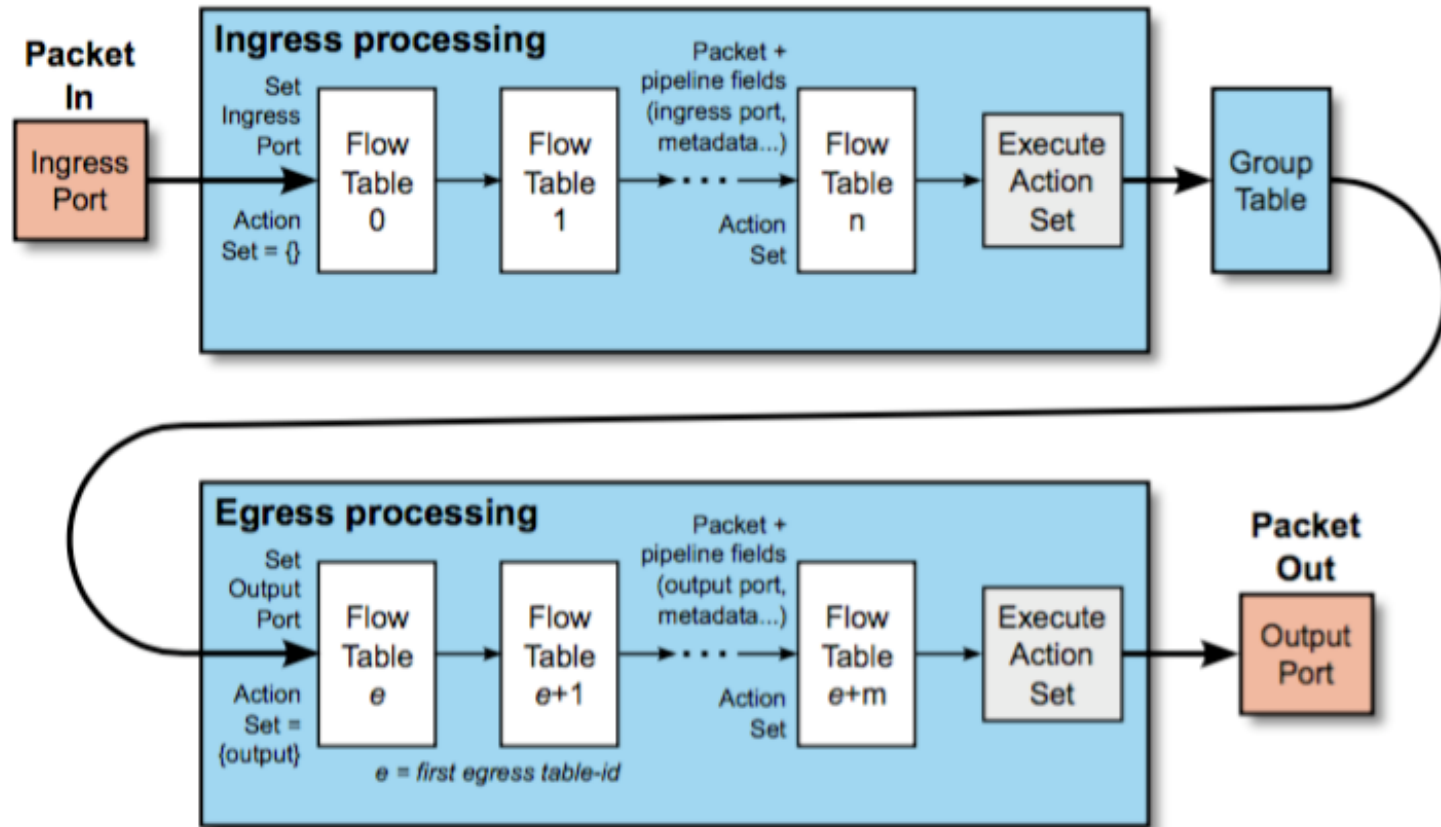 Packet
In
Ingress
Port
Ingress processing
Set
Ingress
Port
Action
Set = {}
Flow
Table
0
Flow
Table
1
Packet +
pipeline fields
(ingress port,
metadata...)
Action
Set
Flow
Table
n
Execute
Action
Set
Group
Table
Egress processing
Set
Output
Port
Action
Set =
{output}
Flow
Table
e
Flow
Table
e+1
e = first egress table-id
Packet +
pipeline fields
(output port,
metadata...)
Action
Set
Flow
Table
e+m
Execute
Action
Set
Packet
Out
Output
Port